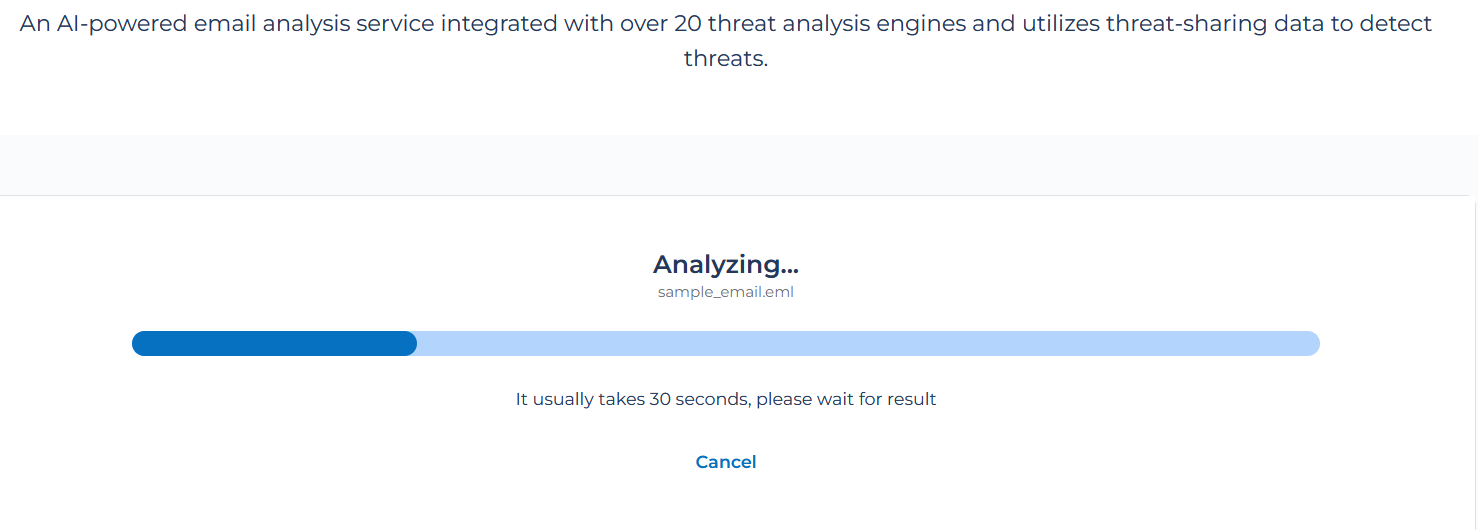 An AI-powered email analysis service integrated with over 20 threat analysis engines and utilizes threat-sharing data to detect
threats.
Analyzing...
sample_email.eml
It usually takes 30 seconds, please wait for result
Cancel